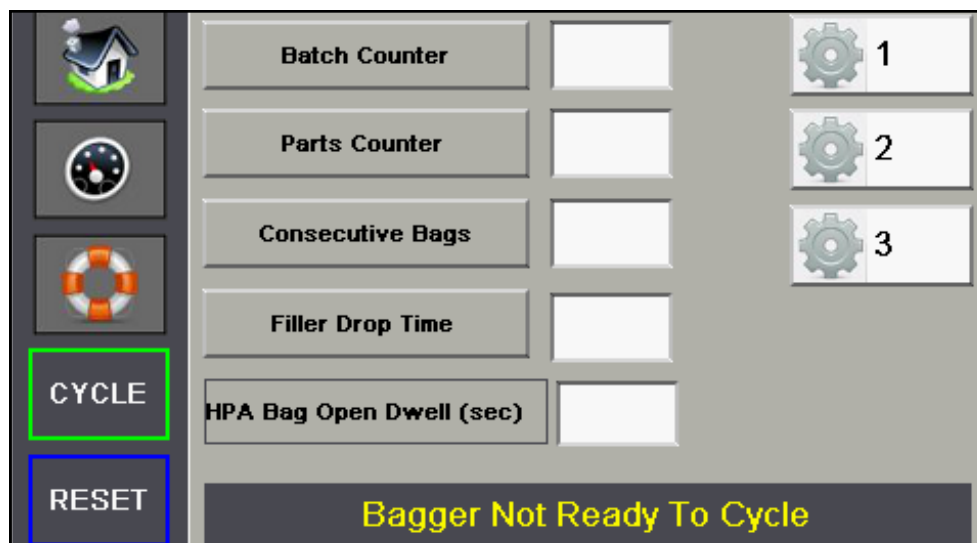 Batch Counter
1
Parts Counter
2
Consecutive Bags
3
Filler Drop Time
CYCLE
HPA Bag Open Dwell (sec)
RESET
Bagger Not Ready To Cycle